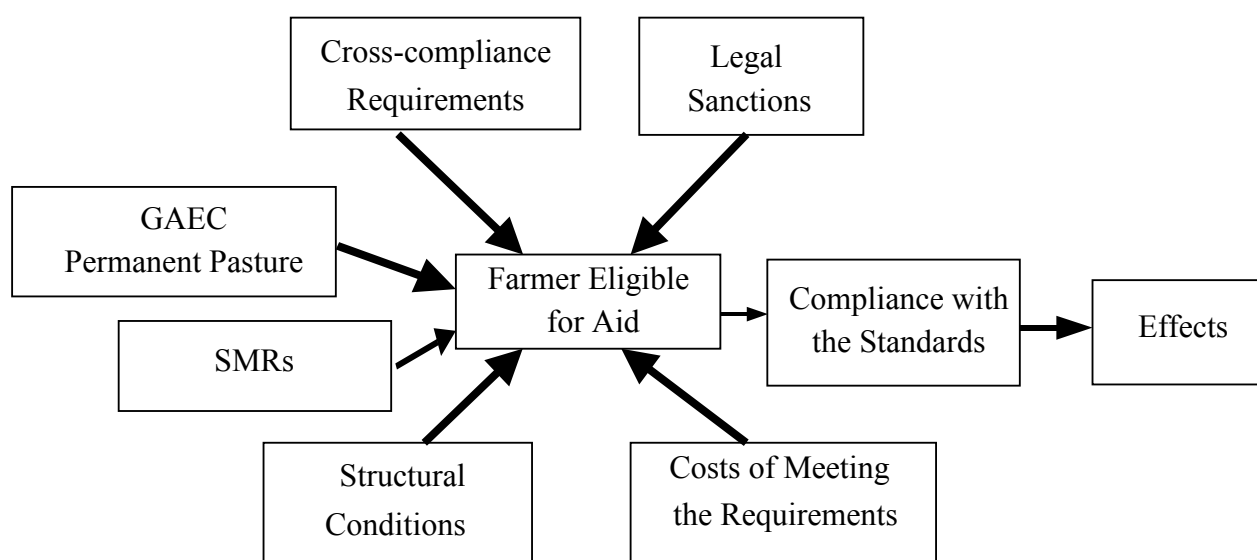 Cross-compliance
Requirements
Legal
Sanctions
GAEC
Permanent Pasture
SMRs
Farmer Eligible
for Aid
Compliance with
the Standards
Effects
Structural
Conditions
Costs of Meeting
the Requirements